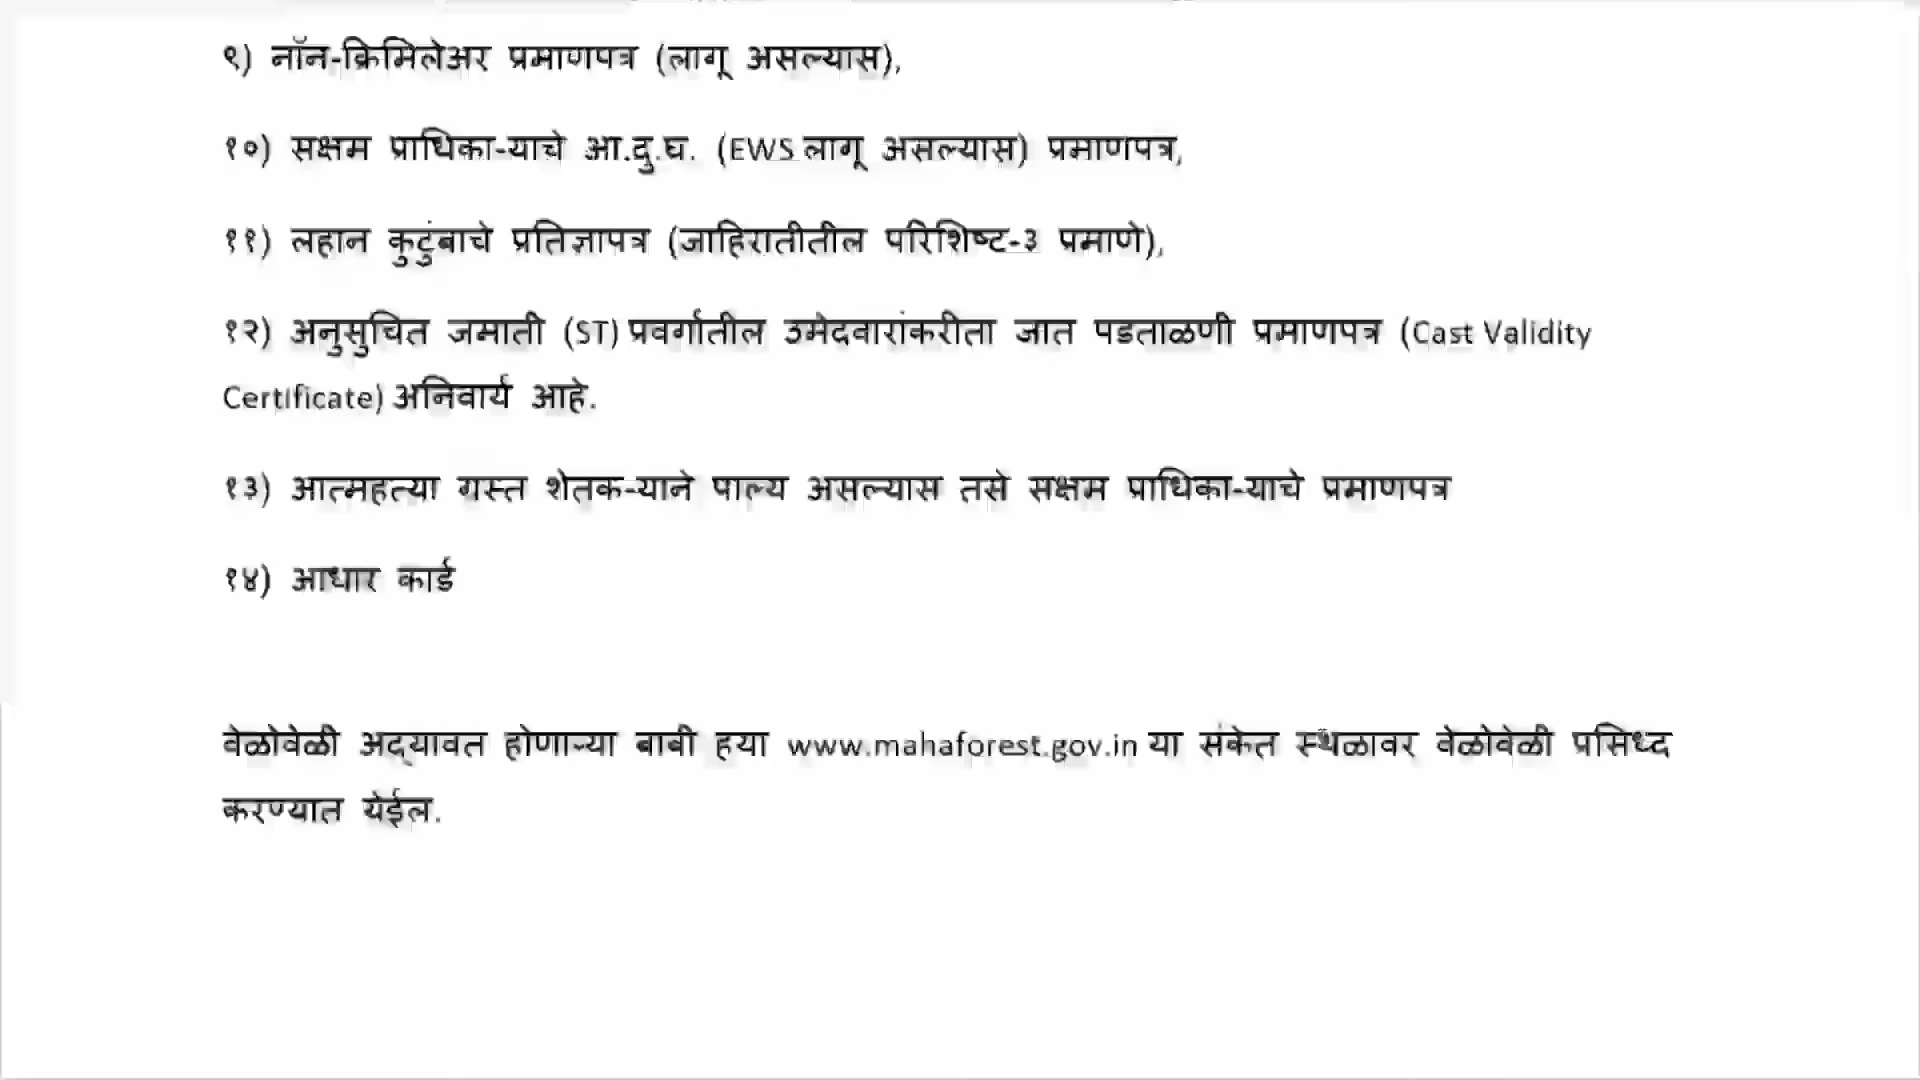 ९) नॉन-क्रिमिलेअर प्रमाणपत्र (लागू असल्यास),
१०) सक्षम प्राधिका-याचे आ.दु.घ. (EWS लागू असल्यास) प्रमाणपत्र,
११) लहान कुटुंबाचे प्रतिज्ञापत्र (जाहिरातीतील परिशिष्ट-३ प्रमाणे),
१२) अनुसुचित जमाती (ST) प्रवर्गातील उमेदवारांकरीता जात पडताळणी प्रमाणपत्र (Cast Validity
Certificate) अनिवार्य आहे.
१३) आत्महत्या ग्रस्त शेतक-याने पाल्य असल्यास तसे सक्षम प्राधिका-याचे प्रमाणपत्र
१४) आधार कार्ड
वेळोवेळी अद्यावत होणाऱ्या बाबी हया www.mahaforest.gov.in या संकेत स्थळावर वेळोवेळी प्रसिध्द
करण्यात येईल.